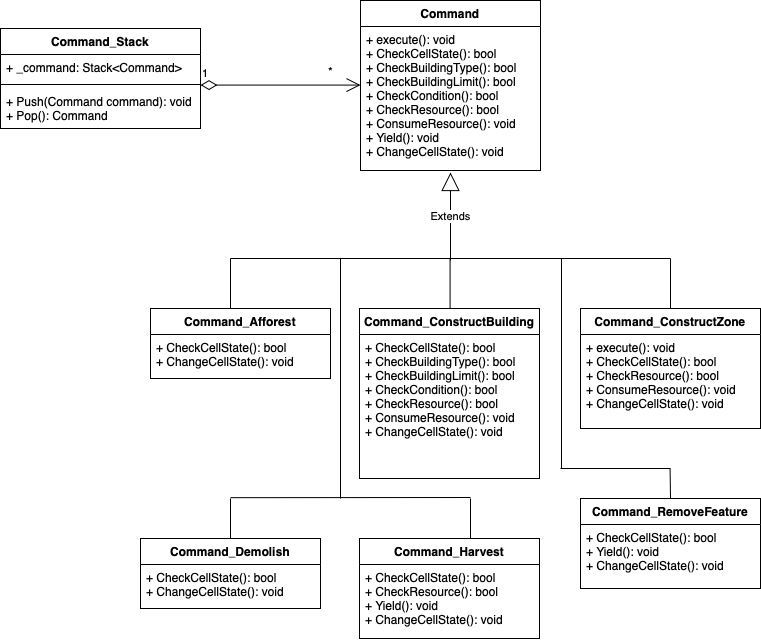 Command
+ execute(): void
+ CheckCellState(): bool
+ CheckBuildingType(): bool
+ CheckBuildingLimit(): bool
+ CheckCondition(): bool
+ CheckResource(): bool
+ ConsumeResource(): void
+ Yield(): void
+ ChangeCellState(): void
Command_Stack
+ _command: Stack<Command>
+ Push(Command command): void
+ Pop(): Command
1
*
Extends
Command_Afforest
+ CheckCellState(): bool
+ ChangeCellState(): void
Command_ConstructBuilding
+ CheckCellState(): bool
+ CheckBuildingType(): bool
+ CheckBuildingLimit(): bool
+ CheckCondition(): bool
+ CheckResource(): bool
+ ConsumeResource(): void
+ ChangeCellState(): void
Command_ConstructZone
+ execute(): void
+ CheckCellState(): bool
+ CheckResource(): bool
+ ConsumeResource(): void
+ ChangeCellState(): void
Command_Demolish
+ CheckCellState(): bool
+ ChangeCellState(): void
Command_Harvest
+ CheckCellState(): bool
+ CheckResource(): bool
+ Yield(): void
+ ChangeCellState(): void
Command_RemoveFeature
+ CheckCellState(): bool
+ Yield(): void
+ ChangeCellState(): void